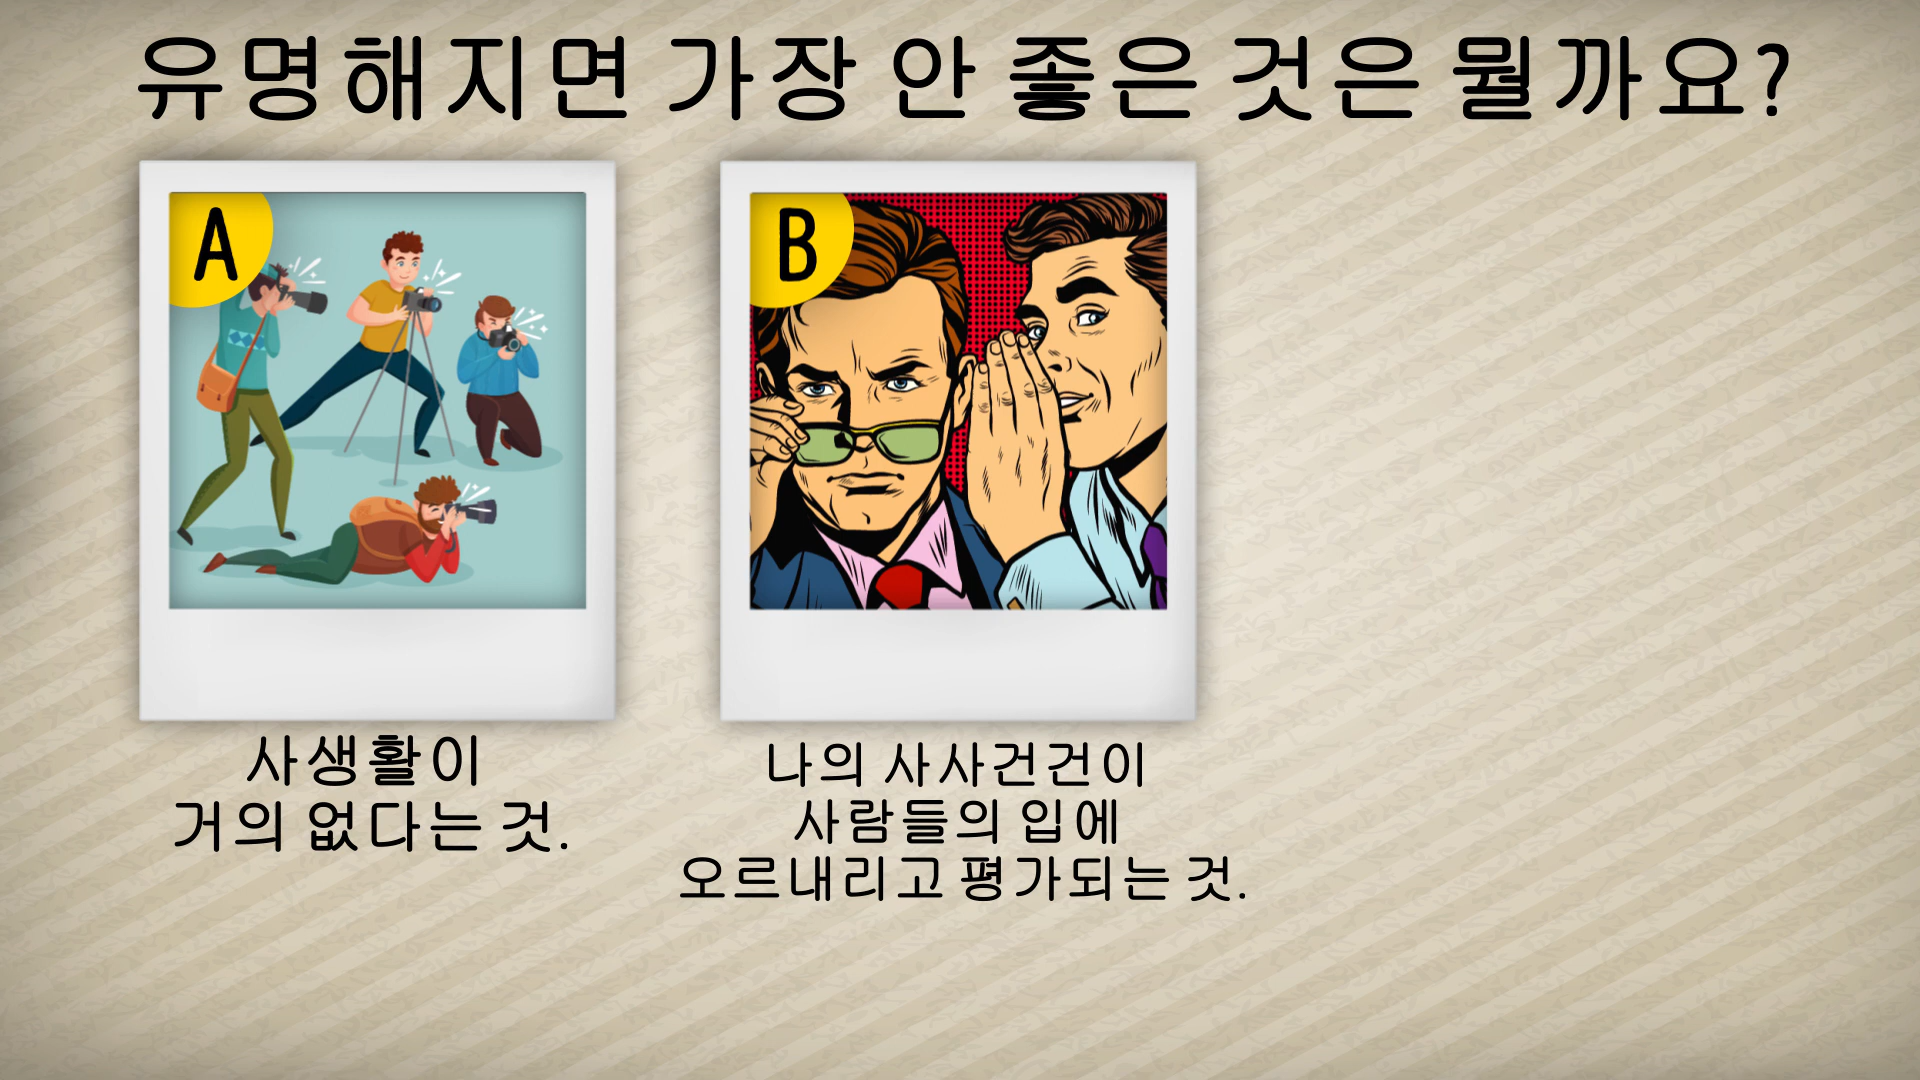 유명해지면 가장 안 좋은 것은 뭘까요?
A
B
사생활이
거의 없다는 것.
나의 사사건건이
사람들의 입에
오르내리고 평가되는 것.